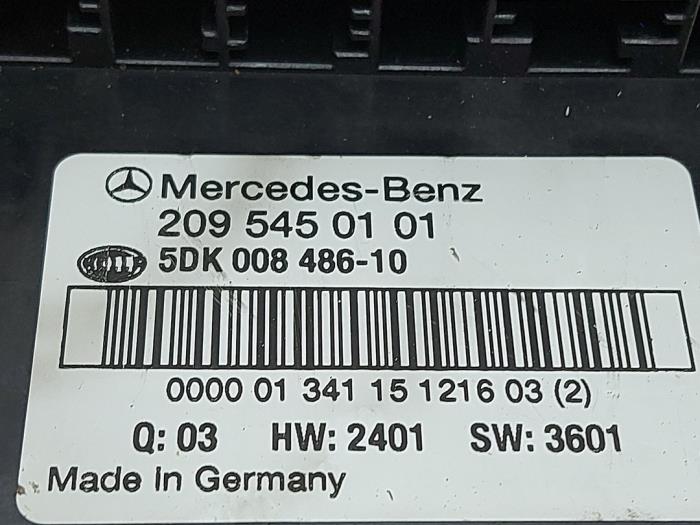 Mercedes-Benz
209 545 01 01
HELLA 5DK 008 486-10
0000 01 341 15 1216 03 (2)
Q: 03 HW: 2401 SW: 3601
Made In Germany